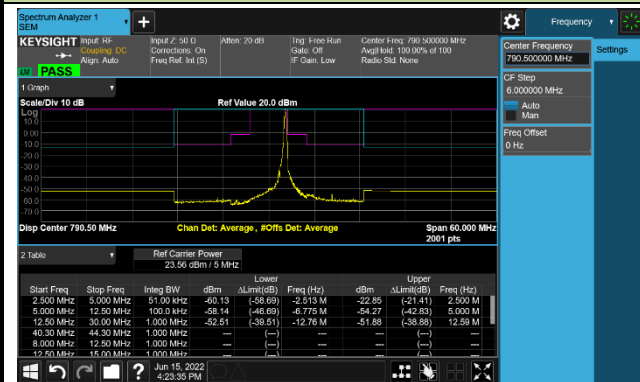 Spectrum Analyzer 1
SEM
Frequency
KEYSIGHT
Input: RF
Coupling: DC
Align: Auto
Input Z: 50 Ω
Corrections: On
Freq Ref: Int (S)
Atten: 20 dB
Trig: Free Run
Gate: Off
IF Gain: Low
Center Freq: 790.500000 MHz
Avg|Hold: 100.00% of 100
Radio Std: None
PASS
Center Frequency
790.500000 MHz
Settings
CF Step
6.000000 MHz
Auto
Man
Freq Offset
0 Hz
1 Graph
Scale/Div 10 dB
Ref Value 20.0 dBm
Log
10.0
0.00
-10.0
-20.0
-30.0
-40.0
-50.0
-60.0
-70.0
Disp Center 790.50 MHz
Chan Det: Average, #Offs Det: Average
Span 60.000 MHz
2001 pts
2 Table
Ref Carrier Power
23.56 dBm / 5 MHz
Lower Upper
Start Freq Stop Freq Integ BW dBm ΔLimit(dB) Freq (Hz) dBm ΔLimit(dB) Freq (Hz)
2.500 MHz 5.000 MHz 51.00 kHz -60.13 (-58.69) -2.513 M -22.85 (-21.41) 2.500 M
5.000 MHz 12.50 MHz 100.0 kHz -58.14 (-46.69) -6.775 M -54.27 (-42.83) 5.000 M
12.50 MHz 30.00 MHz 1.000 MHz -52.51 (-39.51) -12.76 M -51.88 (-38.88) 12.59 M
40.30 MHz 44.30 MHz 1.000 MHz --- (---) --- --- (---) ---
8.000 MHz 12.50 MHz 1.000 MHz --- (---) --- --- (---) ---
12.50 MHz 15.00 MHz 1.000 MHz --- (---) --- --- (---) ---
Jun 15, 2022
4:23:35 PM